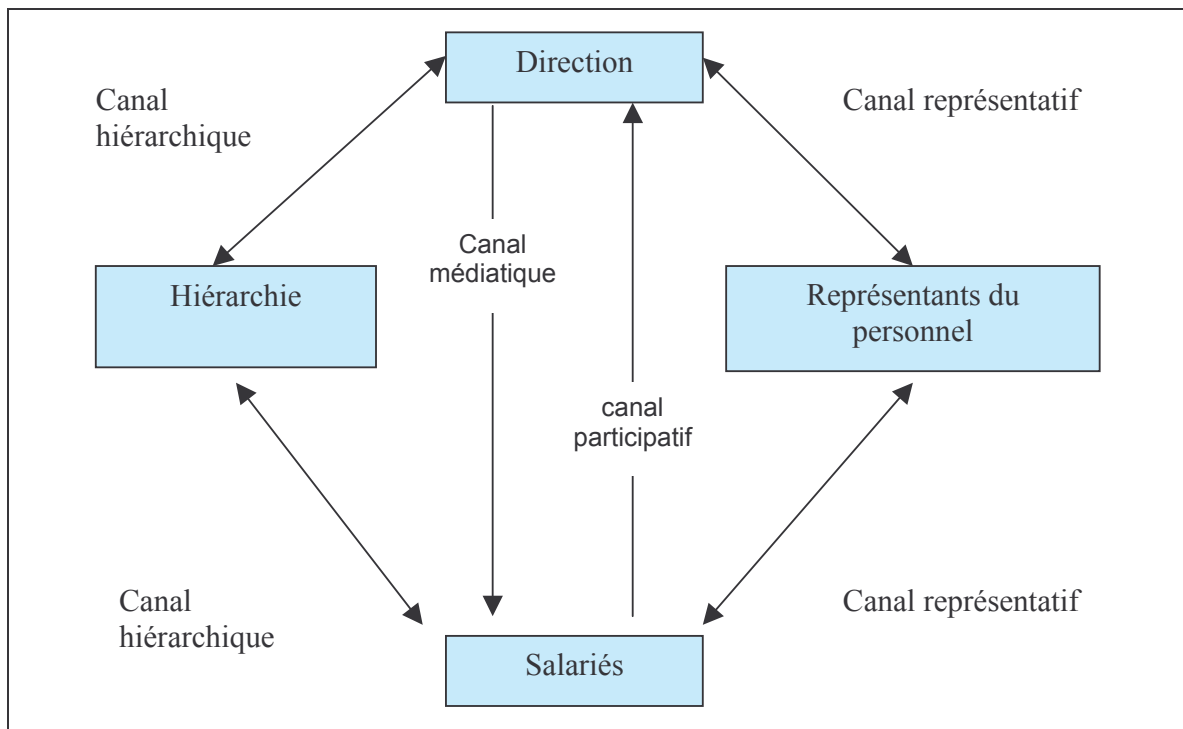 Direction
Canal
hiérarchique
Canal représentatif
Canal
médiatique
Hiérarchie
Représentants du
personnel
canal
participatif
Canal
hiérarchique
Canal représentatif
Salariés